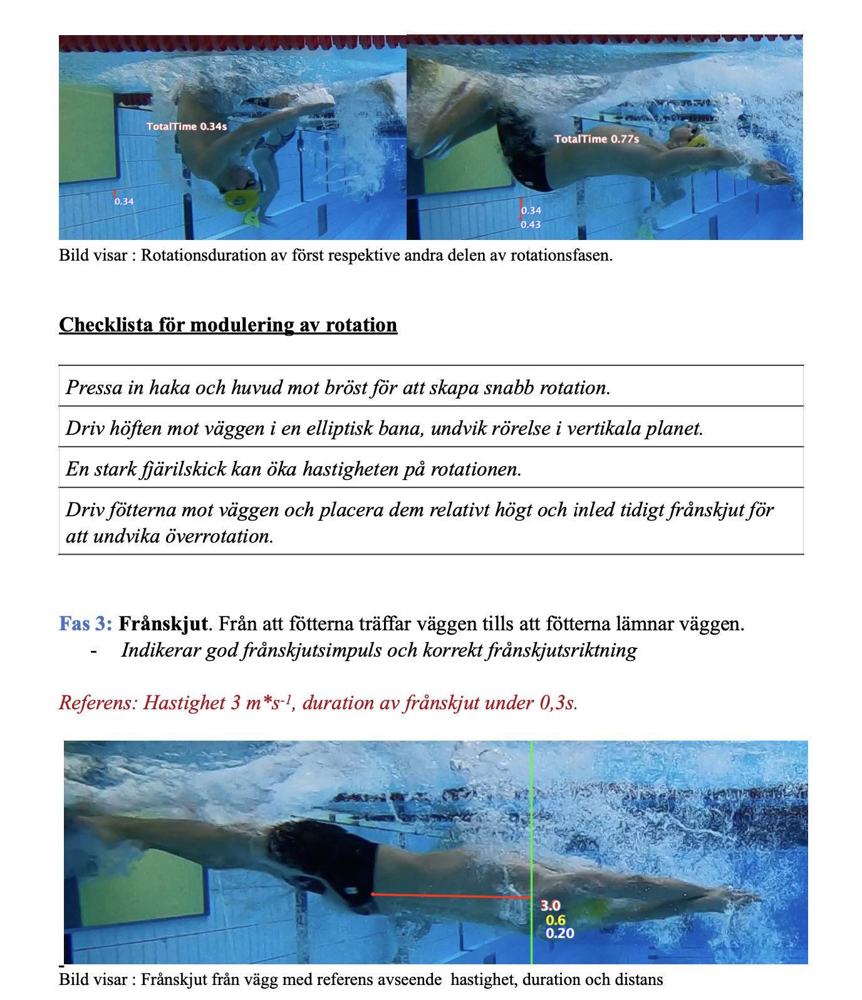 TotalTime 0.34s
0.34
TotalTime 0.77s
0.34
0.43
Bild visar : Rotationsduration av först respektive andra delen av rotationsfasen.
Checklista för modulering av rotation
Pressa in haka och huvud mot bröst för att skapa snabb rotation.
Driv höften mot väggen i en elliptisk bana, undvik rörelse i vertikala planet.
En stark fjärilskick kan öka hastigheten på rotationen.
Driv fötterna mot väggen och placera dem relativt högt och inled tidigt frånskjut för
att undvika överrotation.
Fas 3: Frånskjut. Från att fötterna träffar väggen tills att fötterna lämnar väggen.
- Indikerar god frånskjutsimpuls och korrekt frånskjutsriktning
Referens: Hastighet 3 m*s-1, duration av frånskjut under 0,3s.
3.0
0.6
0.20
Bild visar : Frånskjut från vägg med referens avseende  hastighet, duration och distans